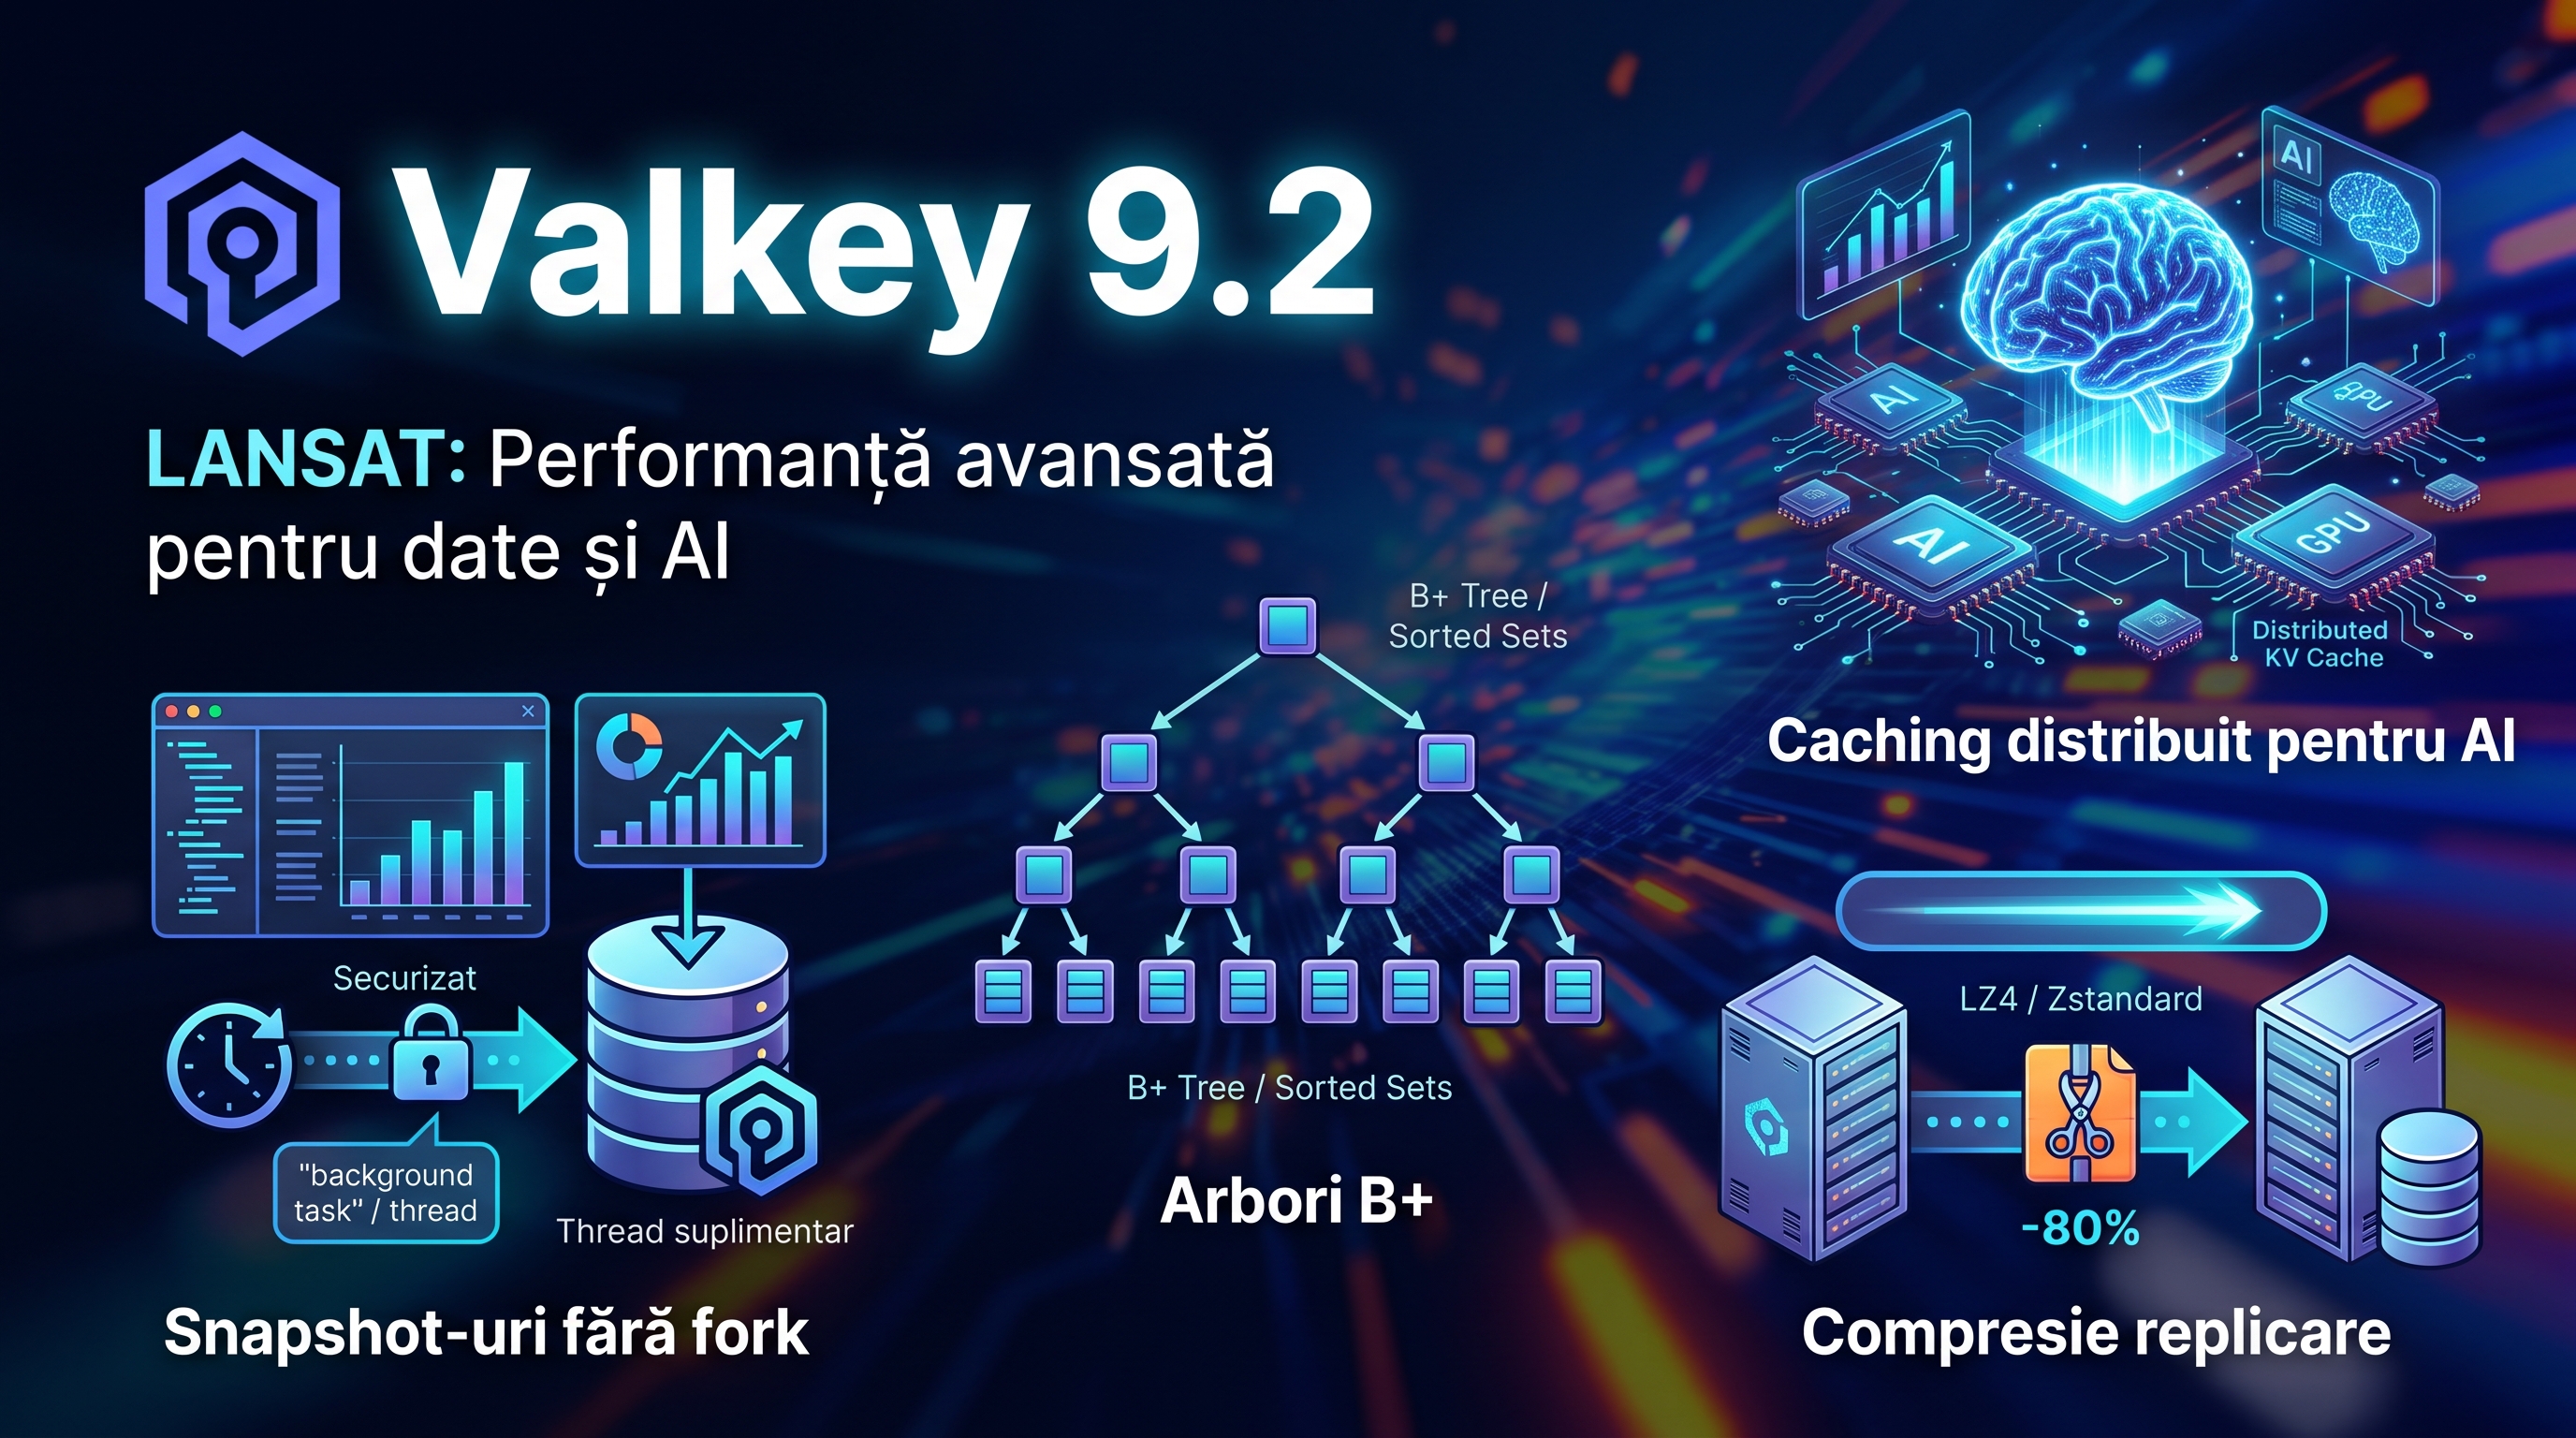 Valkey 9.2
LANSAT: Performanță avansată
pentru date și AI
AI
AI
AI
GPU
Distributed
KV Cache
Caching distribuit pentru AI
B+ Tree /
Sorted Sets
B+ Tree / Sorted Sets
Arbori B+
Securizat
"background
task" / thread
Thread suplimentar
Snapshot-uri fără fork
LZ4 / Zstandard
-80%
Compresie replicare